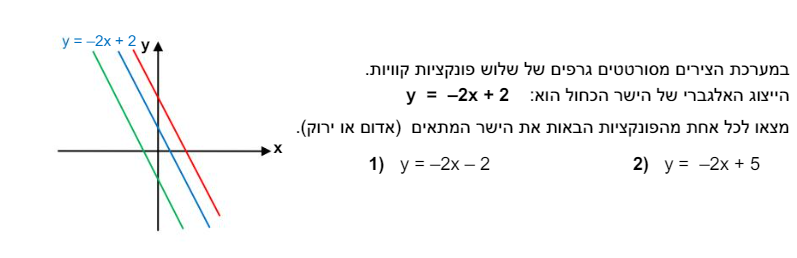 y = –2x + 2
y
x
במערכת הצירים מסורטטים גרפים של שלוש פונקציות קוויות.
הייצוג האלגברי של הישר הכחול הוא: y = –2x + 2
מצאו לכל אחת מהפונקציות הבאות את הישר המתאים (אדום או ירוק).
1) y = –2x – 2
2) y = –2x + 5